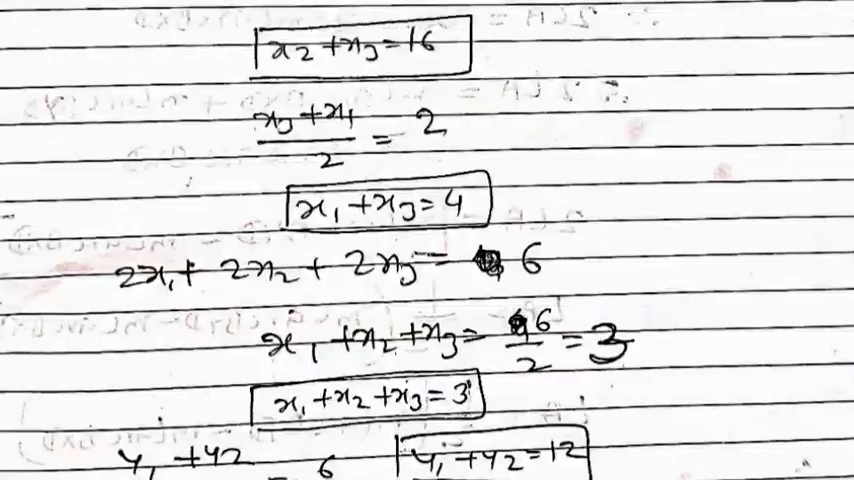 x2 + x3 = 16
x3 + x1 / 2 = 2
x1 + x3 = 4
2x1 + 2x2 + 2x3 = 6
x1 + x2 + x3 = 6/2 = 3
x1 + x2 + x3 = 3
y1 + y2 = 6 y1 + y2 = 12